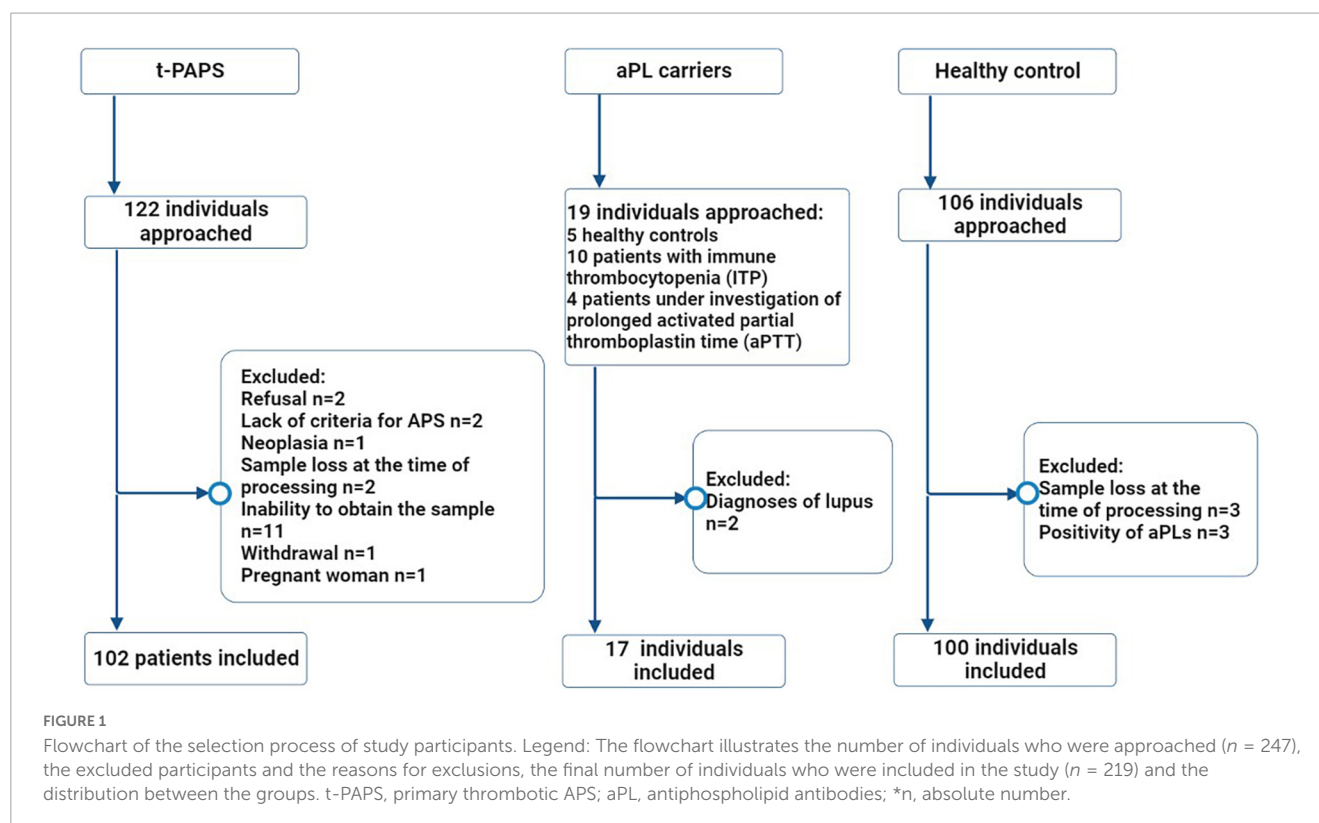 t-PAPS
122 individuals
approached
Excluded:
Refusal n=2
Lack of criteria for APS n=2
Neoplasia n=1
Sample loss at the time of
processing n=2
Inability to obtain the sample
n=11
Withdrawal n=1
Pregnant woman n=1
102 patients included
aPL carriers
19 individuals approached:
5 healthy controls
10 patients with immune
thrombocytopenia (ITP)
4 patients under investigation of
prolonged activated partial
thromboplastin time (aPTT)
Excluded:
Diagnoses of lupus
n=2
17 individuals
included
Healthy control
106 individuals
approached
Excluded:
Sample loss at the
time of processing n=3
Positivity of aPLs n=3
100 individuals
included
FIGURE 1
Flowchart of the selection process of study participants. Legend: The flowchart illustrates the number of individuals who were approached (n = 247),
the excluded participants and the reasons for exclusions, the final number of individuals who were included in the study (n = 219) and the
distribution between the groups. t-PAPS, primary thrombotic APS; aPL, antiphospholipid antibodies; *n, absolute number.